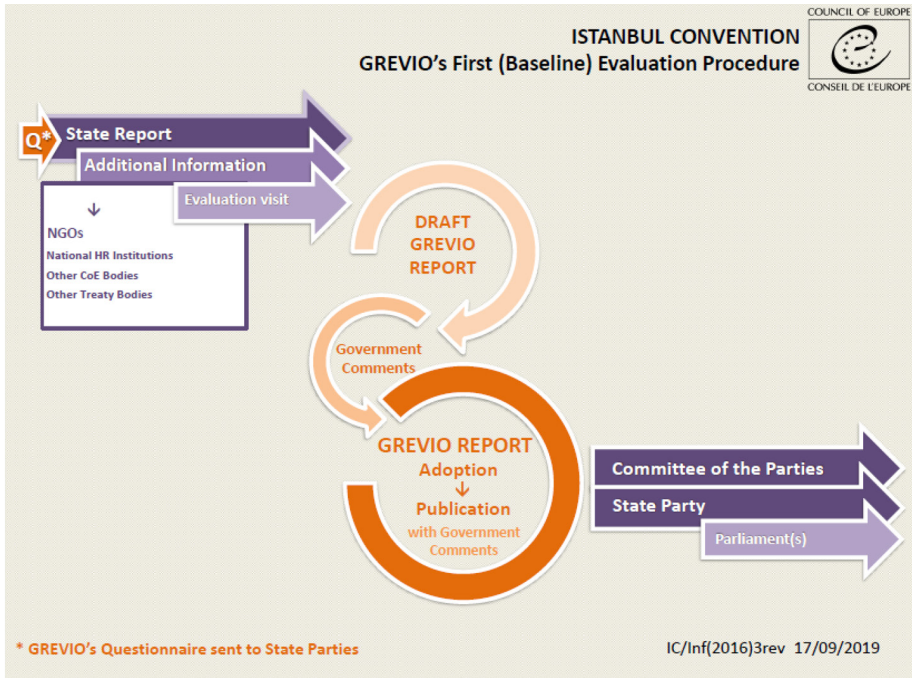 COUNCIL OF EUROPE
ISTANBUL CONVENTION
GREVIO's First (Baseline) Evaluation Procedure
CONSEIL DE L'EUROPE
Q*
State Report
Additional Information
Evaluation visit
NGOs
National HR Institutions
Other CoE Bodies
Other Treaty Bodies
DRAFT
GREVIO
REPORT
Government
Comments
GREVIO REPORT
Adoption
↓
Publication
with Government
Comments
Committee of the Parties
State Party
Parliament(s)
* GREVIO's Questionnaire sent to State Parties
IC/Inf(2016)3rev 17/09/2019